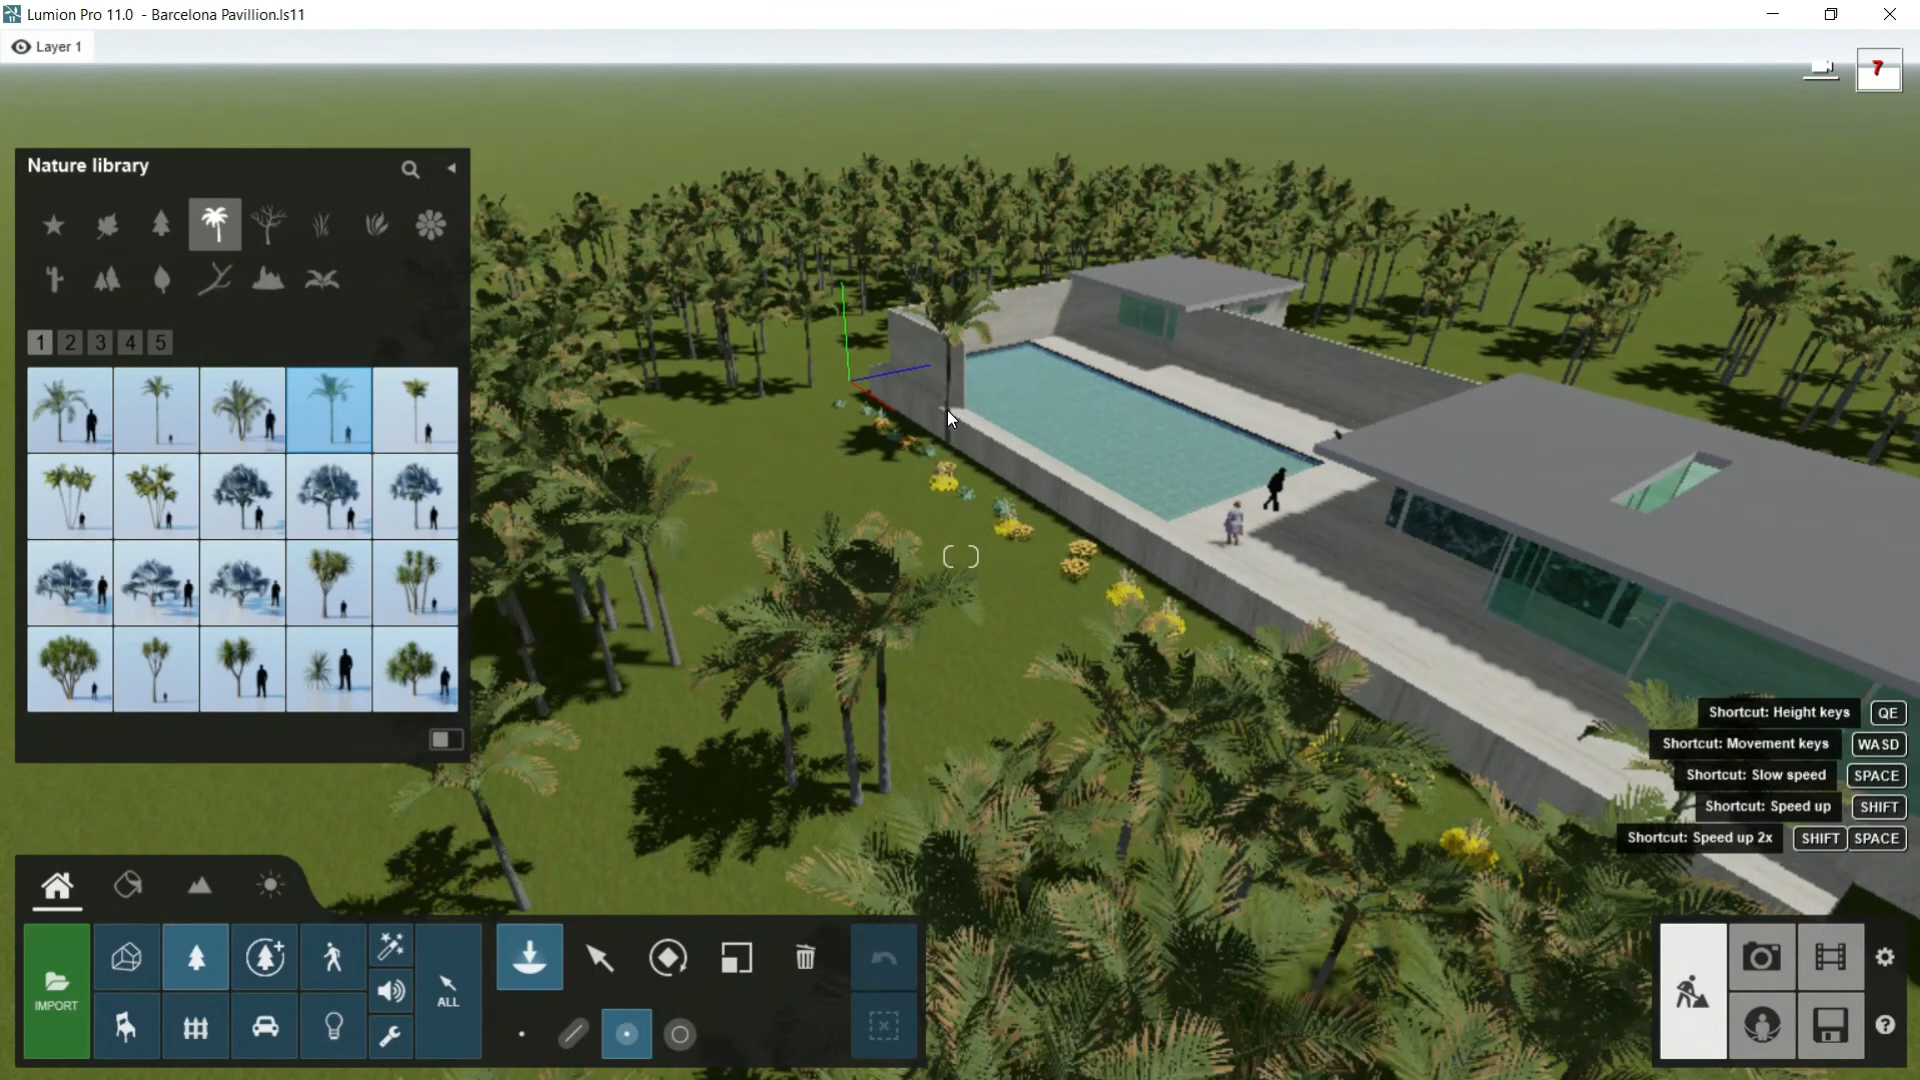 Lumion Pro 11.0 - Barcelona Pavillion.ls11
Layer 1
7
Nature library
1 2 3 4 5
Shortcut: Height keys QE
Shortcut: Movement keys WASD
Shortcut: Slow speed SPACE
Shortcut: Speed up SHIFT
Shortcut: Speed up 2x SHIFT SPACE
IMPORT
ALL
?